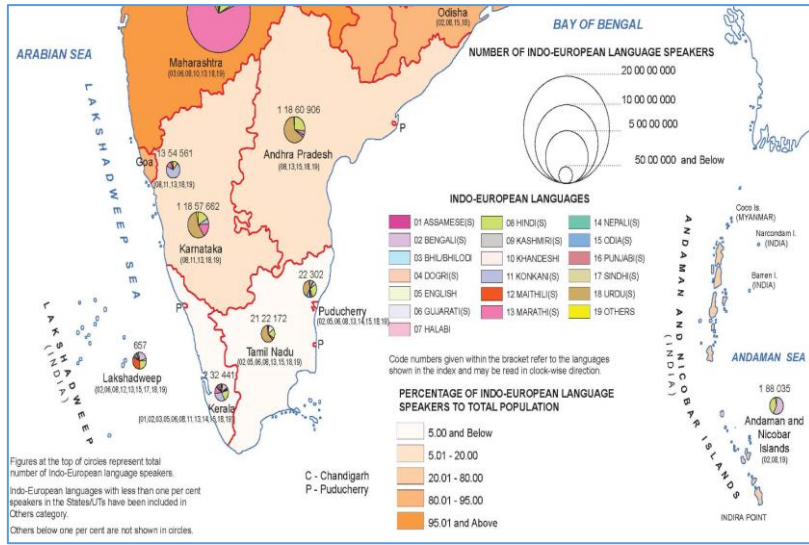 Odisha
(02,08,15,18)
BAY OF BENGAL
ARABIAN SEA
Maharashtra
(03,06,08,10,13,18,19)
NUMBER OF INDO-EUROPEAN LANGUAGE SPEAKERS
20 00 00 000
10 00 00 000
5 00 00 000
50 00 000 and Below
LAKSHADWEEP SEA
1 18 60 906
P
Andhra Pradesh
(08,13,15,18,19)
13 54 561
Goa
(08,11,13,18,19)
1 18 57 662
Karnataka
(08,11,13,18,19)
INDO-EUROPEAN LANGUAGES
01 ASSAMESE(S)
02 BENGALI(S)
03 BHIL/BHILODI
04 DOGRI(S)
05 ENGLISH
06 GUJARATI(S)
07 HALABI
08 HINDI(S)
09 KASHMIRI(S)
10 KHANDESHI
11 KONKANI(S)
12 MAITHILI(S)
13 MARATHI(S)
14 NEPALI(S)
15 ODIA(S)
16 PUNJABI(S)
17 SINDHI(S)
18 URDU(S)
19 OTHERS
Coco Is.
(MYANMAR)
Narcondam I.
(INDIA)
Barren I.
(INDIA)
ANDAMAN AND NICOBAR ISLANDS
(INDIA)
ANDAMAN SEA
1 88 035
Andaman and
Nicobar
Islands
(02,08,19)
INDIRA POINT
22 302
Puducherry
(02,05,06,08,13,14,15,18,19)
P
21 22 172
Tamil Nadu
(02,05,06,08,13,15,18,19)
P
P
LAKSHADWEEP
(INDIA)
657
Lakshadweep
(02,06,08,12,13,15,17,18,19)
2 32 441
Kerala
Code numbers given within the bracket refer to the languages
shown in the index and may be read in clock-wise direction.
PERCENTAGE OF INDO-EUROPEAN LANGUAGE
SPEAKERS TO TOTAL POPULATION
5.00 and Below
5.01 - 20.00
20.01 - 80.00
80.01 - 95.00
95.01 and Above
Figures at the top of circles represent total
number of Indo-European language speakers.
Indo-European languages with less than one per cent
speakers in the States/UTs have been included in
Others category.
Others below one per cent are not shown in circles.
C - Chandigarh
P - Puducherry